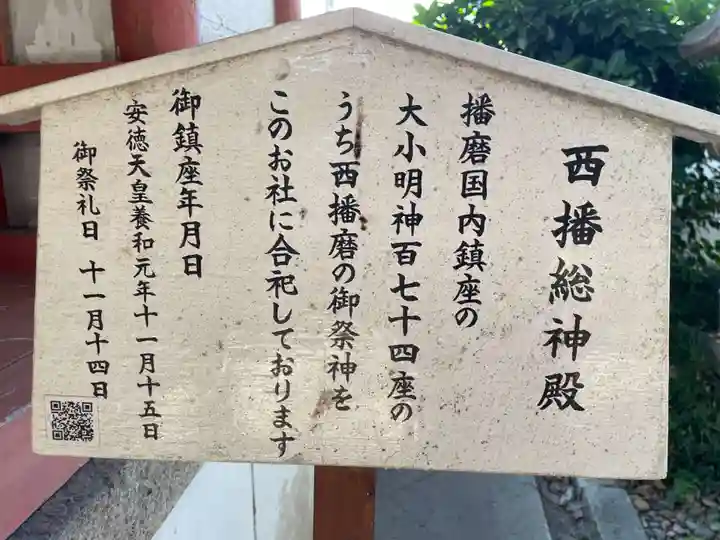 西播総神殿
播磨国内鎮座の
大小明神百七十四座の
うち西播磨の御祭神を
このお社に合祀しております
御鎮座年月日
安徳天皇養和元年十一月十五日
御祭礼日 十一月十四日